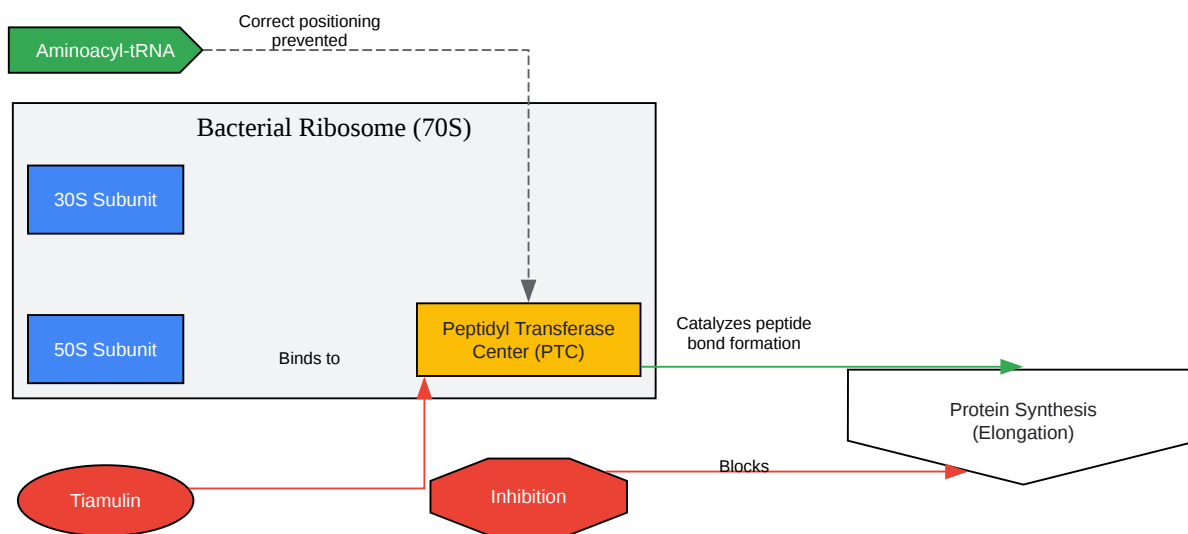 Correct positioning
prevented
Aminoacyl-tRNA
Bacterial Ribosome (70S)
30S Subunit
50S Subunit
Binds to
Peptidyl Transferase
Center (PTC)
Catalyzes peptide
bond formation
Protein Synthesis
(Elongation)
Tiamulin
Inhibition
Blocks